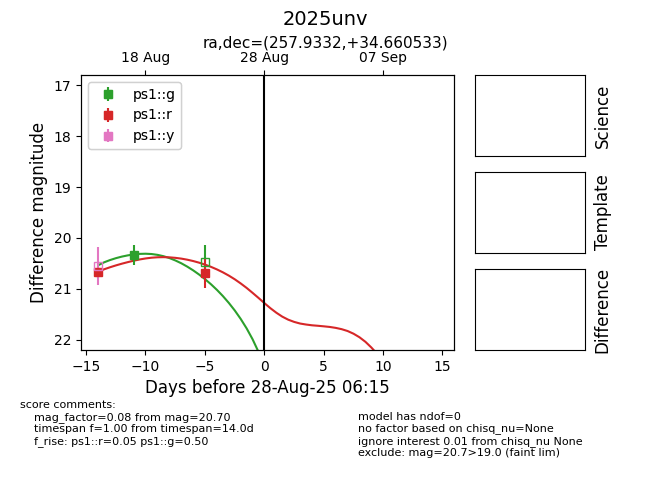 2025unv
ra,dec=(257.9332,+34.660533)
18 Aug
28 Aug
07 Sep
17
18
19
20
21
22
Difference magnitude
ps1::g
ps1::r
ps1::y
−15
−10
−5
0
5
10
15
Days before 28-Aug-25 06:15
Science
Template
Difference
score comments:
mag_factor=0.08 from mag=20.70
timespan f=1.00 from timespan=14.0d
f_rise: ps1::r=0.05 ps1::g=0.50
model has ndof=0
no factor based on chisq_nu=None
ignore interest 0.01 from chisq_nu None
exclude: mag=20.7>19.0 (faint lim)